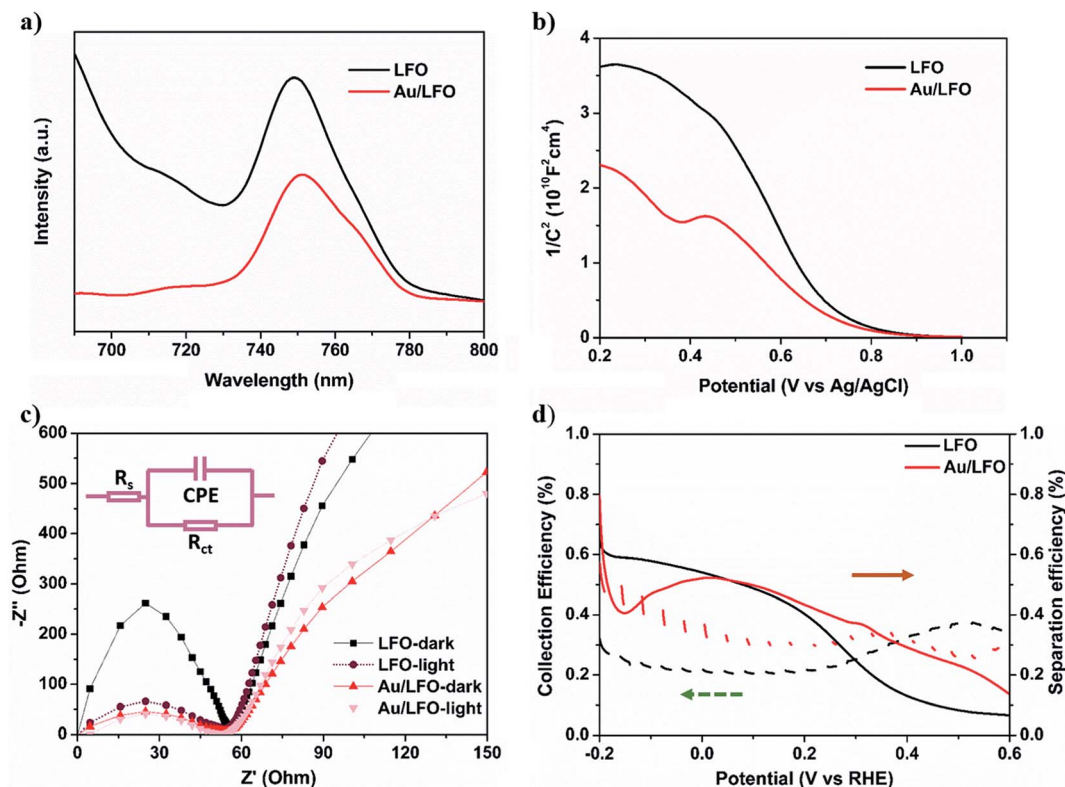 a)
LFO
Au/LFO
Intensity (a.u.)
700 720 740 760 780 800
Wavelength (nm)
b)
4
3
2
1
0
LFO
Au/LFO
1/C² (10¹⁰F²cm⁴)
0.2 0.4 0.6 0.8 1.0
Potential (V vs Ag/AgCl)
c)
600
500
400
300
200
100
0
Rs
CPE
Rct
LFO-dark
LFO-light
Au/LFO-dark
Au/LFO-light
-Z'' (Ohm)
0 30 60 90 120 150
Z' (Ohm)
d)
1.0
0.8
0.6
0.4
0.2
0.0
LFO
Au/LFO
1.0
0.8
0.6
0.4
0.2
0.0
Collection Efficiency (%)
Separation efficiency (%)
-0.2 0.0 0.2 0.4 0.6
Potential (V vs RHE)